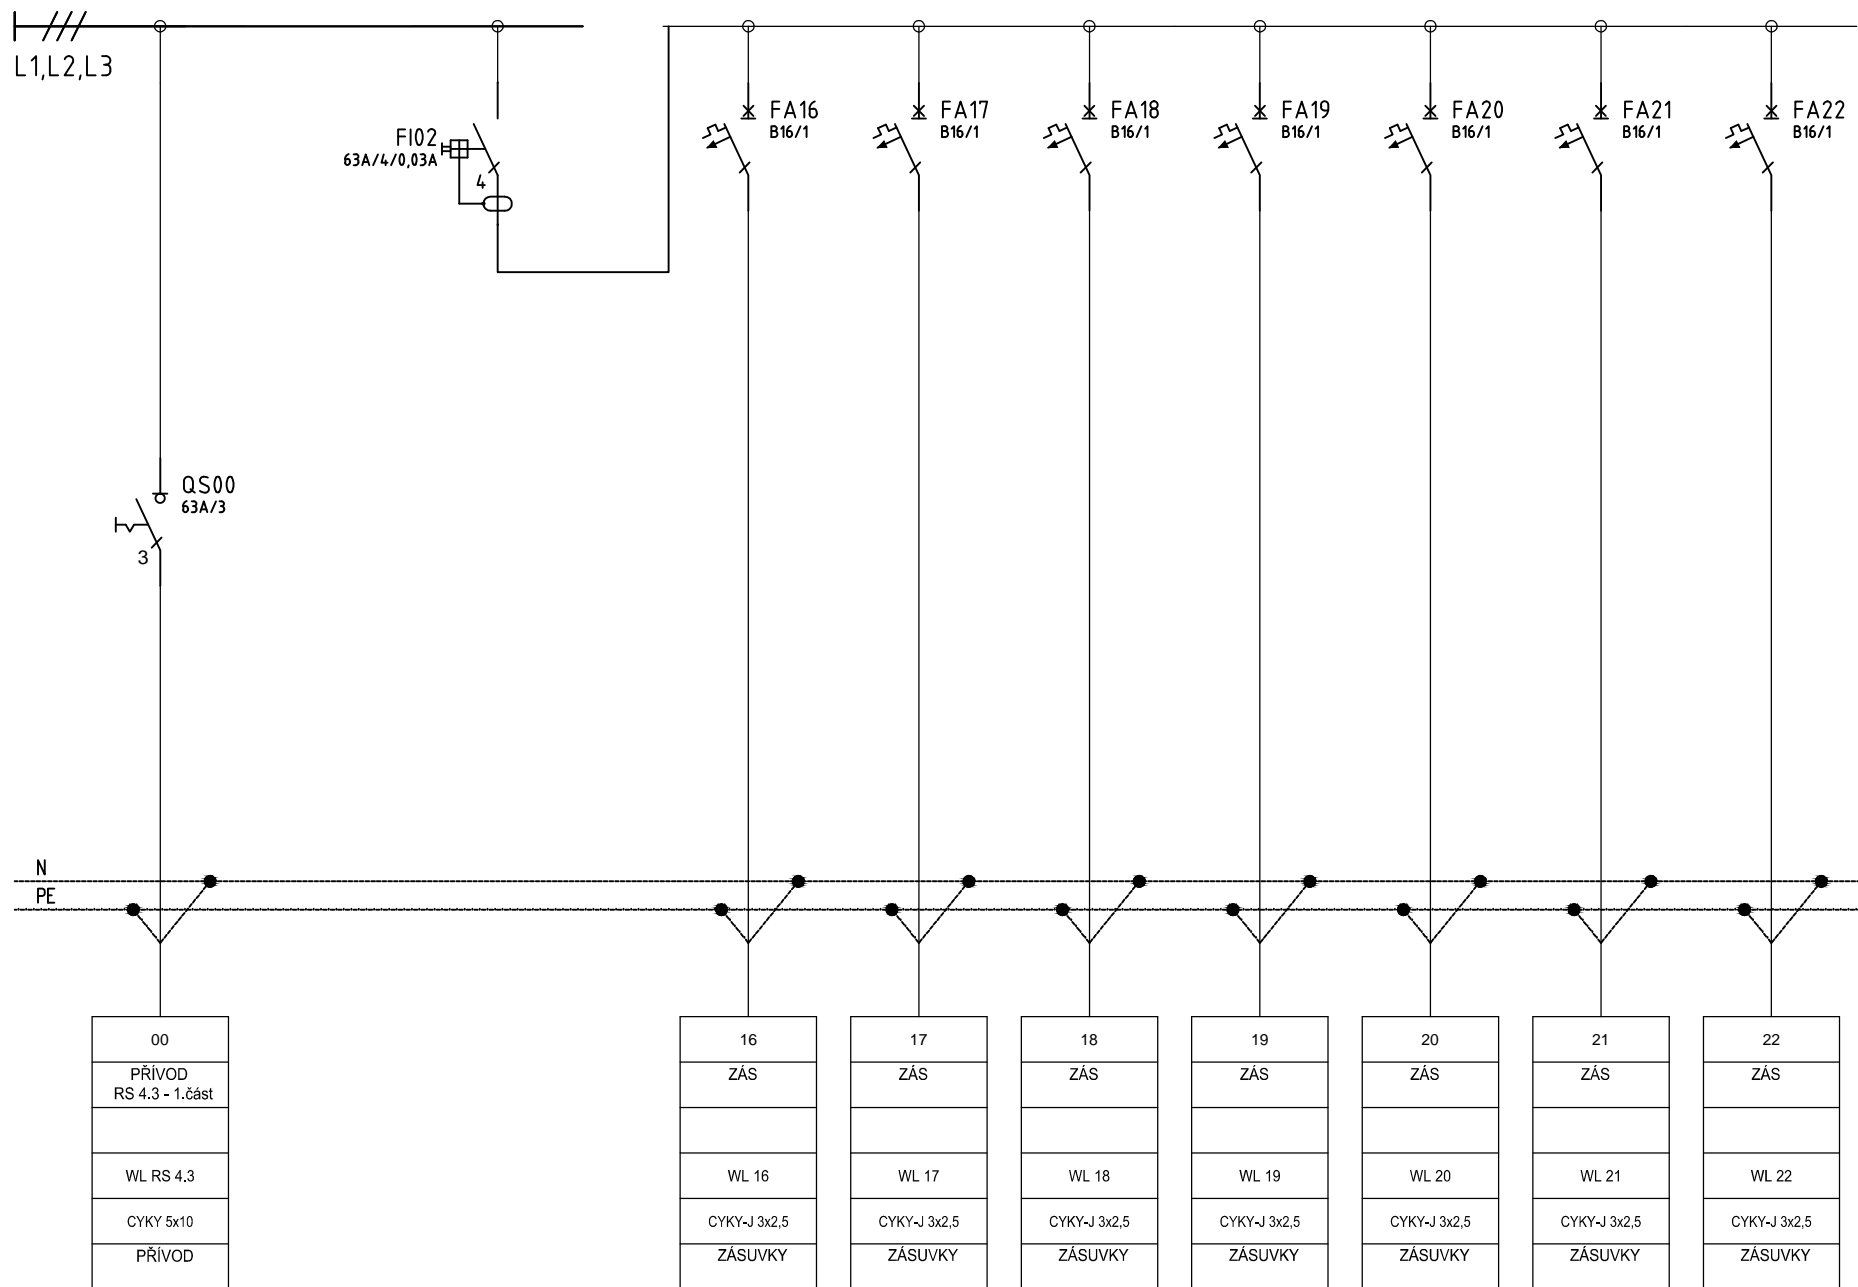 L1,L2,L3
FI02
63A/4/0,03A
4
FA16
B16/1
FA17
B16/1
FA18
B16/1
FA19
B16/1
FA20
B16/1
FA21
B16/1
FA22
B16/1
QS00
63A/3
3
N
PE
00
PŘÍVOD
RS 4.3 - 1.část
WL RS 4.3
CYKY 5x10
PŘÍVOD
16
ZÁS
WL 16
CYKY-J 3x2,5
ZÁSUVKY
17
ZÁS
WL 17
CYKY-J 3x2,5
ZÁSUVKY
18
ZÁS
WL 18
CYKY-J 3x2,5
ZÁSUVKY
19
ZÁS
WL 19
CYKY-J 3x2,5
ZÁSUVKY
20
ZÁS
WL 20
CYKY-J 3x2,5
ZÁSUVKY
21
ZÁS
WL 21
CYKY-J 3x2,5
ZÁSUVKY
22
ZÁS
WL 22
CYKY-J 3x2,5
ZÁSUVKY